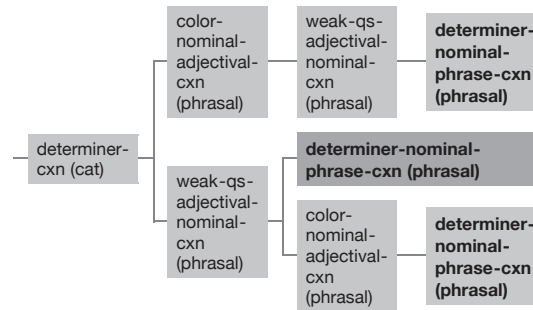 color-
nominal-
adjectival-
cxn
(phrasal)
weak-qs-
adjectival-
nominal-
cxn
(phrasal)
determiner-
nominal-
phrase-cxn
(phrasal)
determiner-
cxn (cat)
determiner-nominal-
phrase-cxn (phrasal)
weak-qs-
adjectival-
nominal-
cxn
(phrasal)
color-
nominal-
adjectival-
cxn
(phrasal)
determiner-
nominal-
phrase-cxn
(phrasal)